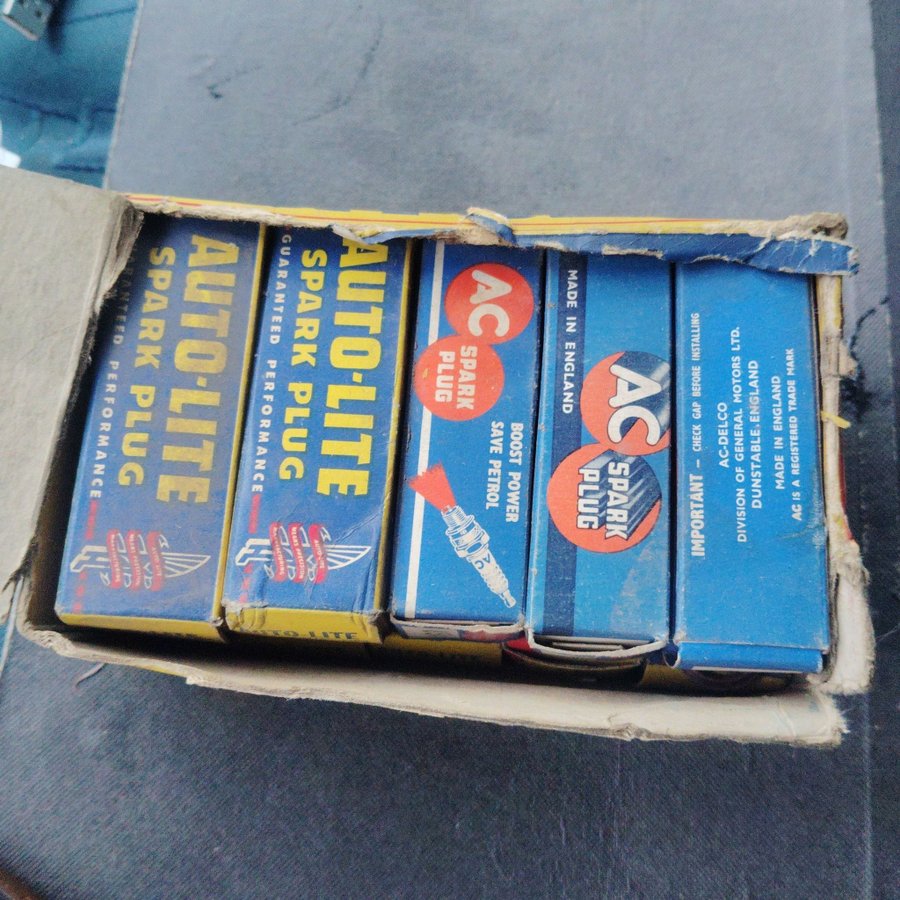 AUTO-LITE
SPARK PLUG
PERFORMANCE
AUTO-LITE
SPARK PLUG
GUARANTEED PERFORMANCE
AUTO LITE
AC
SPARK
PLUG
BOOST POWER
SAVE PETROL
AC
MADE IN ENGLAND
AC
SPARK
PLUG
IMPORTANT – CHECK GAP BEFORE INSTALLING
AC-DELCO
DIVISION OF GENERAL MOTORS LTD.
DUNSTABLE. ENGLAND
MADE IN ENGLAND
AC IS A REGISTERED TRADE MARK